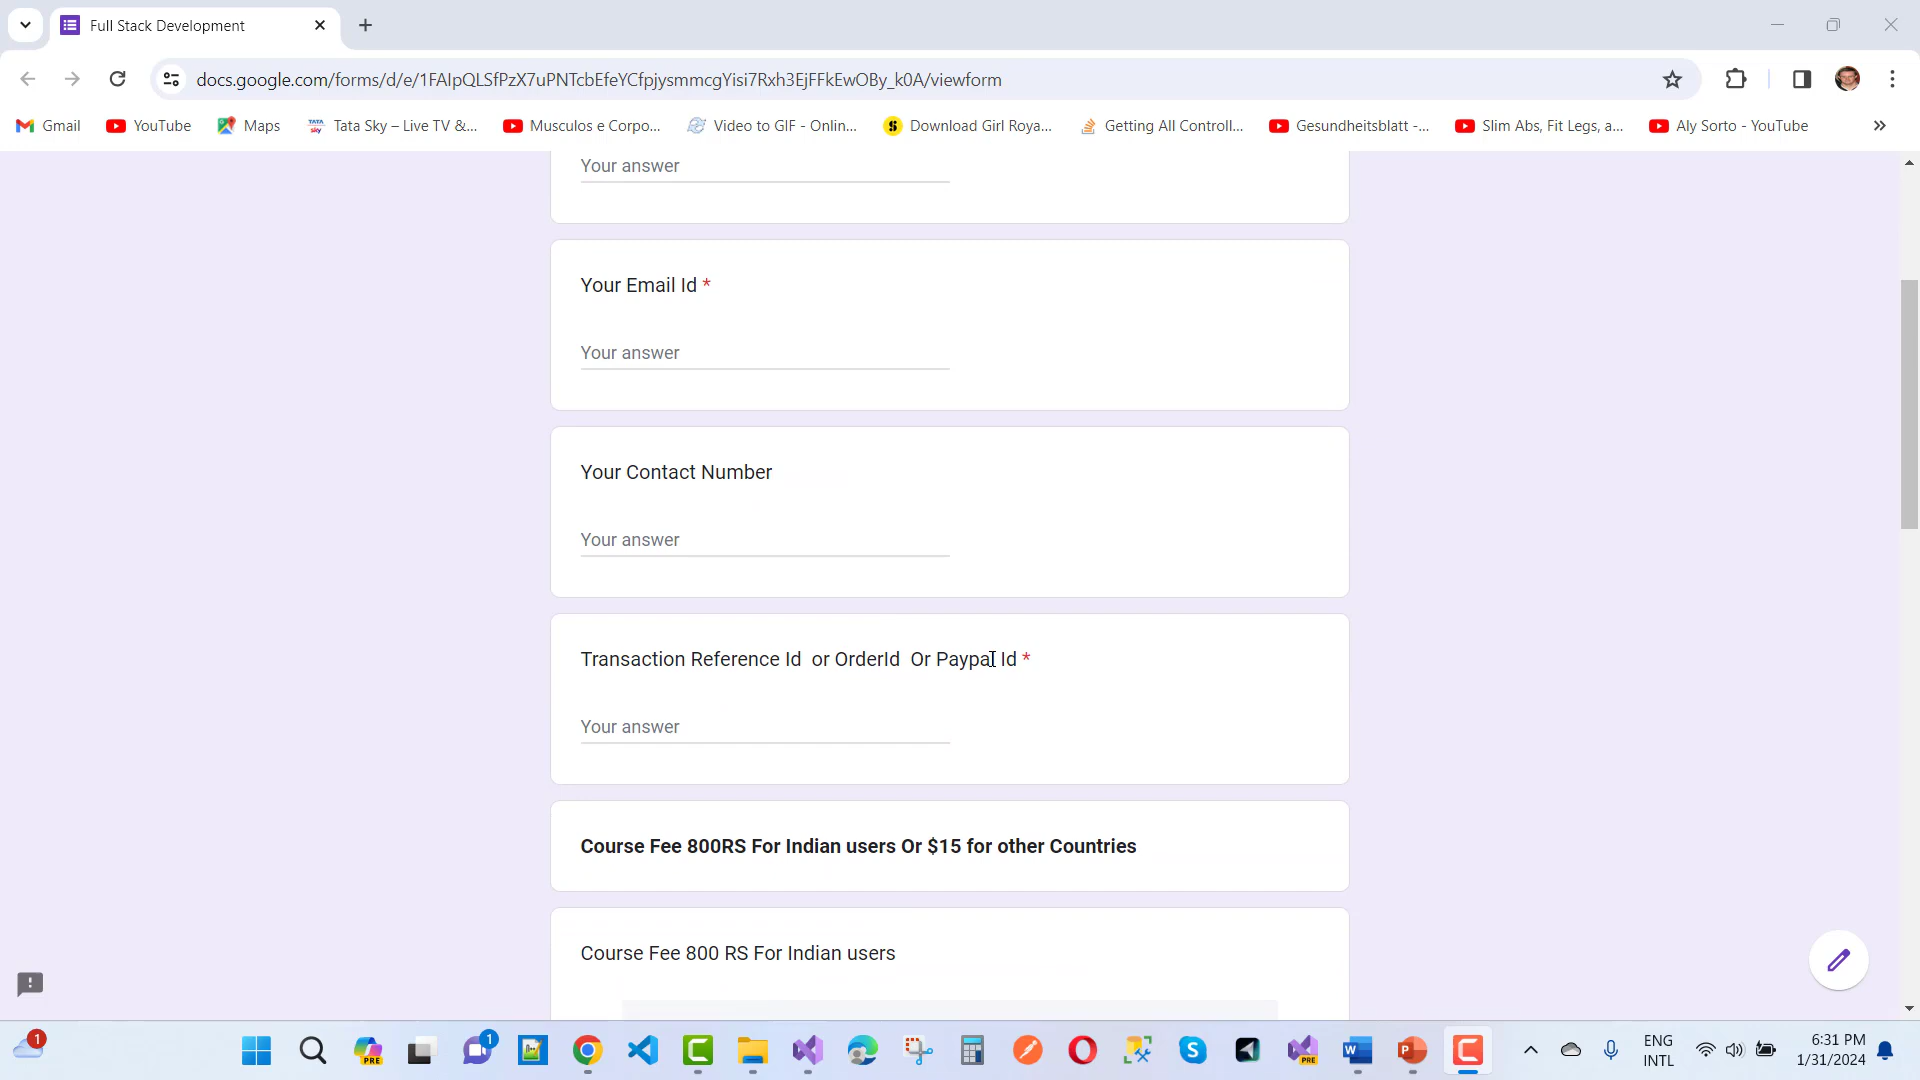 Full Stack Development
docs.google.com/forms/d/e/1FAIpQLSfPzX7uPNTcbEfeYCfpjysmmcgYisi7Rxh3EjFFkEwOBy_k0A/viewform
Gmail YouTube Maps Tata Sky – Live TV &... Musculos e Corpo... Video to GIF - Onlin... Download Girl Roya... Getting All Controll... Gesundheitsblatt -... Slim Abs, Fit Legs, a... Aly Sorto - YouTube
Your answer
Your Email Id *
Your answer
Your Contact Number
Your answer
Transaction Reference Id or OrderId Or Paypal Id *
Your answer
Course Fee 800RS For Indian users Or $15 for other Countries
Course Fee 800 RS For Indian users
1
PRE
1
PRE
ENG
INTL
6:31 PM
1/31/2024